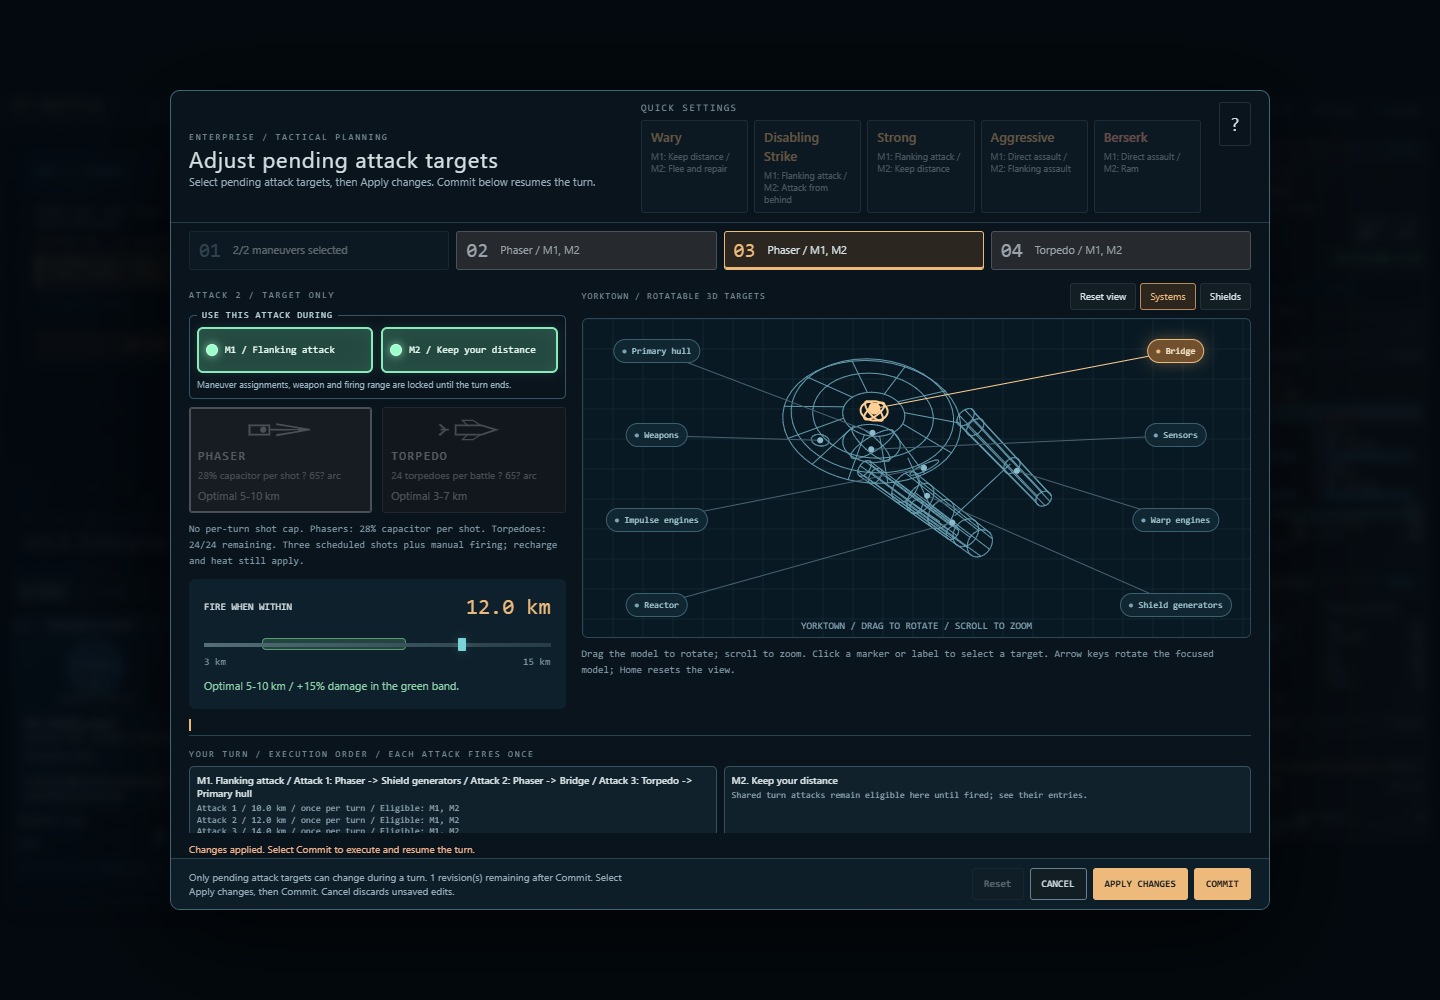 QUICK SETTINGS
?
ENTERPRISE / TACTICAL PLANNING
Adjust pending attack targets
Select pending attack targets, then Apply changes. Commit below resumes the turn.
Wary
M1: Keep distance /
M2: Flee and repair
Disabling
Strike
M1: Flanking attack /
M2: Attack from
behind
Strong
M1: Flanking attack /
M2: Keep distance
Aggressive
M1: Direct assault /
M2: Flanking assault
Berserk
M1: Direct assault /
M2: Ram
01 2/2 maneuvers selected
02 Phaser / M1, M2
03 Phaser / M1, M2
04 Torpedo / M1, M2
ATTACK 2 / TARGET ONLY
USE THIS ATTACK DURING
M1 / Flanking attack
M2 / Keep your distance
Maneuver assignments, weapon and firing range are locked until the turn ends.
PHASER
28% capacitor per shot ? 65? arc
Optimal 5-10 km
TORPEDO
24 torpedoes per battle ? 65? arc
Optimal 3-7 km
No per-turn shot cap. Phasers: 28% capacitor per shot. Torpedoes:
24/24 remaining. Three scheduled shots plus manual firing; recharge
and heat still apply.
FIRE WHEN WITHIN
12.0 km
3 km
15 km
Optimal 5-10 km / +15% damage in the green band.
YORKTOWN / ROTATABLE 3D TARGETS
Reset view
Systems
Shields
Primary hull
Bridge
Weapons
Sensors
Impulse engines
Warp engines
Reactor
Shield generators
YORKTOWN / DRAG TO ROTATE / SCROLL TO ZOOM
Drag the model to rotate; scroll to zoom. Click a marker or label to select a target. Arrow keys rotate the focused
model; Home resets the view.
YOUR TURN / EXECUTION ORDER / EACH ATTACK FIRES ONCE
M1. Flanking attack / Attack 1: Phaser -> Shield generators / Attack 2: Phaser -> Bridge / Attack 3: Torpedo ->
Primary hull
Attack 1 / 10.0 km / once per turn / Eligible: M1, M2
Attack 2 / 12.0 km / once per turn / Eligible: M1, M2
Attack 3 / 14.0 km / once per turn / Eligible: M1, M2
M2. Keep your distance
Shared turn attacks remain eligible here until fired; see their entries.
Changes applied. Select Commit to execute and resume the turn.
Only pending attack targets can change during a turn. 1 revision(s) remaining after Commit. Select
Apply changes, then Commit. Cancel discards unsaved edits.
Reset
CANCEL
APPLY CHANGES
COMMIT